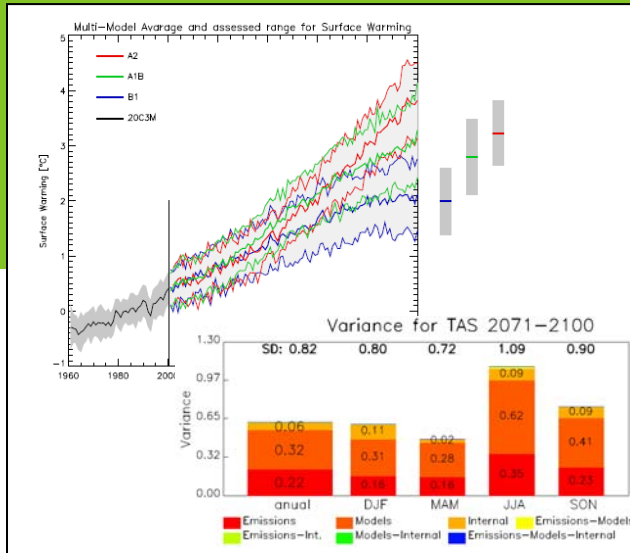 Multi-Model Avarage and assessed range for Surface Warming
5
4
3
2
1
0
-1
Surface Warming [°C]
A2
A1B
B1
20C3M
1960 1980 200
Variance for TAS 2071-2100
SD: 0.82 0.80 0.72 1.09 0.90
1.30
0.97
0.65
0.32
0.00
Variance
0.06 0.11 0.02 0.09 0.09
0.32 0.31 0.28 0.62 0.41
0.22 0.16 0.16 0.35 0.23
anual DJF MAM JJA SON
Emissions Models Internal Emissions-Models
Emissions-Int. Models-Internal Emissions-Models-Internal